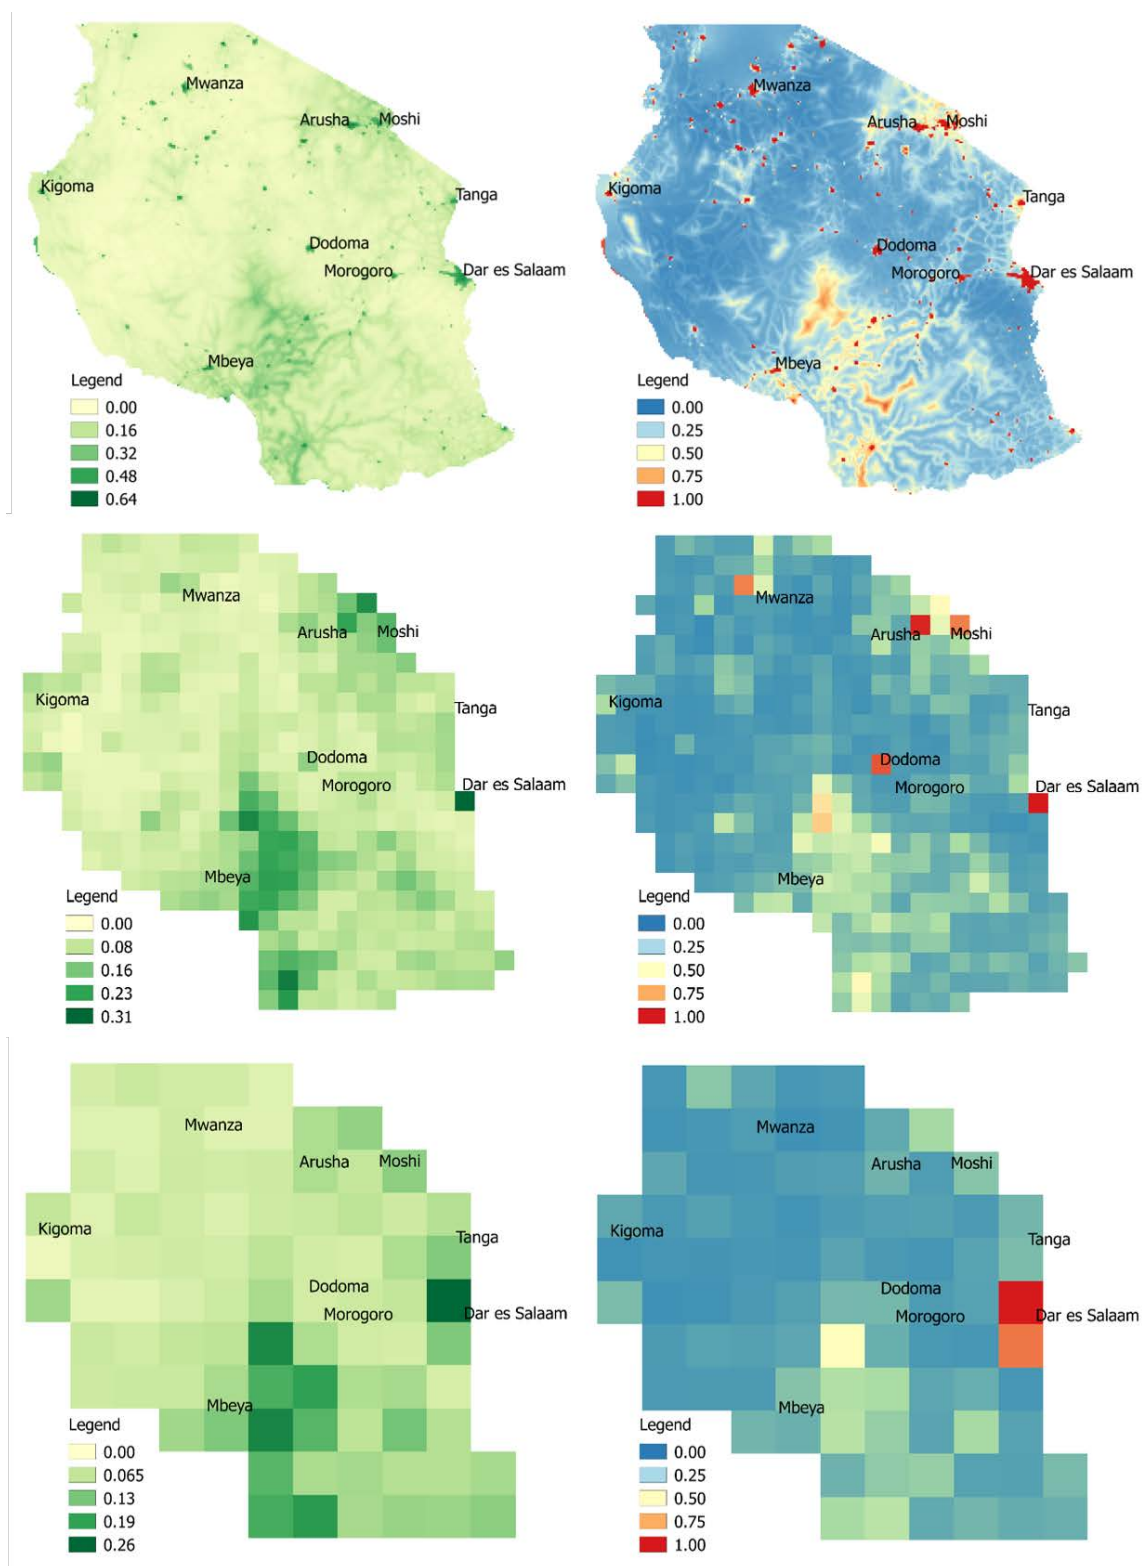 Mwanza
Arusha
Moshi
Kigoma
Tanga
Dodoma
Morogoro
Dar es Salaam
Mbeya
Legend
0.00
0.16
0.32
0.48
0.64
Mwanza
Arusha
Moshi
Kigoma
Tanga
Dodoma
Morogoro
Dar es Salaam
Mbeya
Legend
0.00
0.25
0.50
0.75
1.00
Mwanza
Arusha
Moshi
Kigoma
Tanga
Dodoma
Morogoro
Dar es Salaam
Mbeya
Legend
0.00
0.08
0.16
0.23
0.31
Mwanza
Arusha
Moshi
Kigoma
Tanga
Dodoma
Morogoro
Dar es Salaam
Mbeya
Legend
0.00
0.25
0.50
0.75
1.00
Mwanza
Arusha
Moshi
Kigoma
Tanga
Dodoma
Morogoro
Dar es Salaam
Mbeya
Legend
0.00
0.065
0.13
0.19
0.26
Mwanza
Arusha
Moshi
Kigoma
Tanga
Dodoma
Morogoro
Dar es Salaam
Mbeya
Legend
0.00
0.25
0.50
0.75
1.00